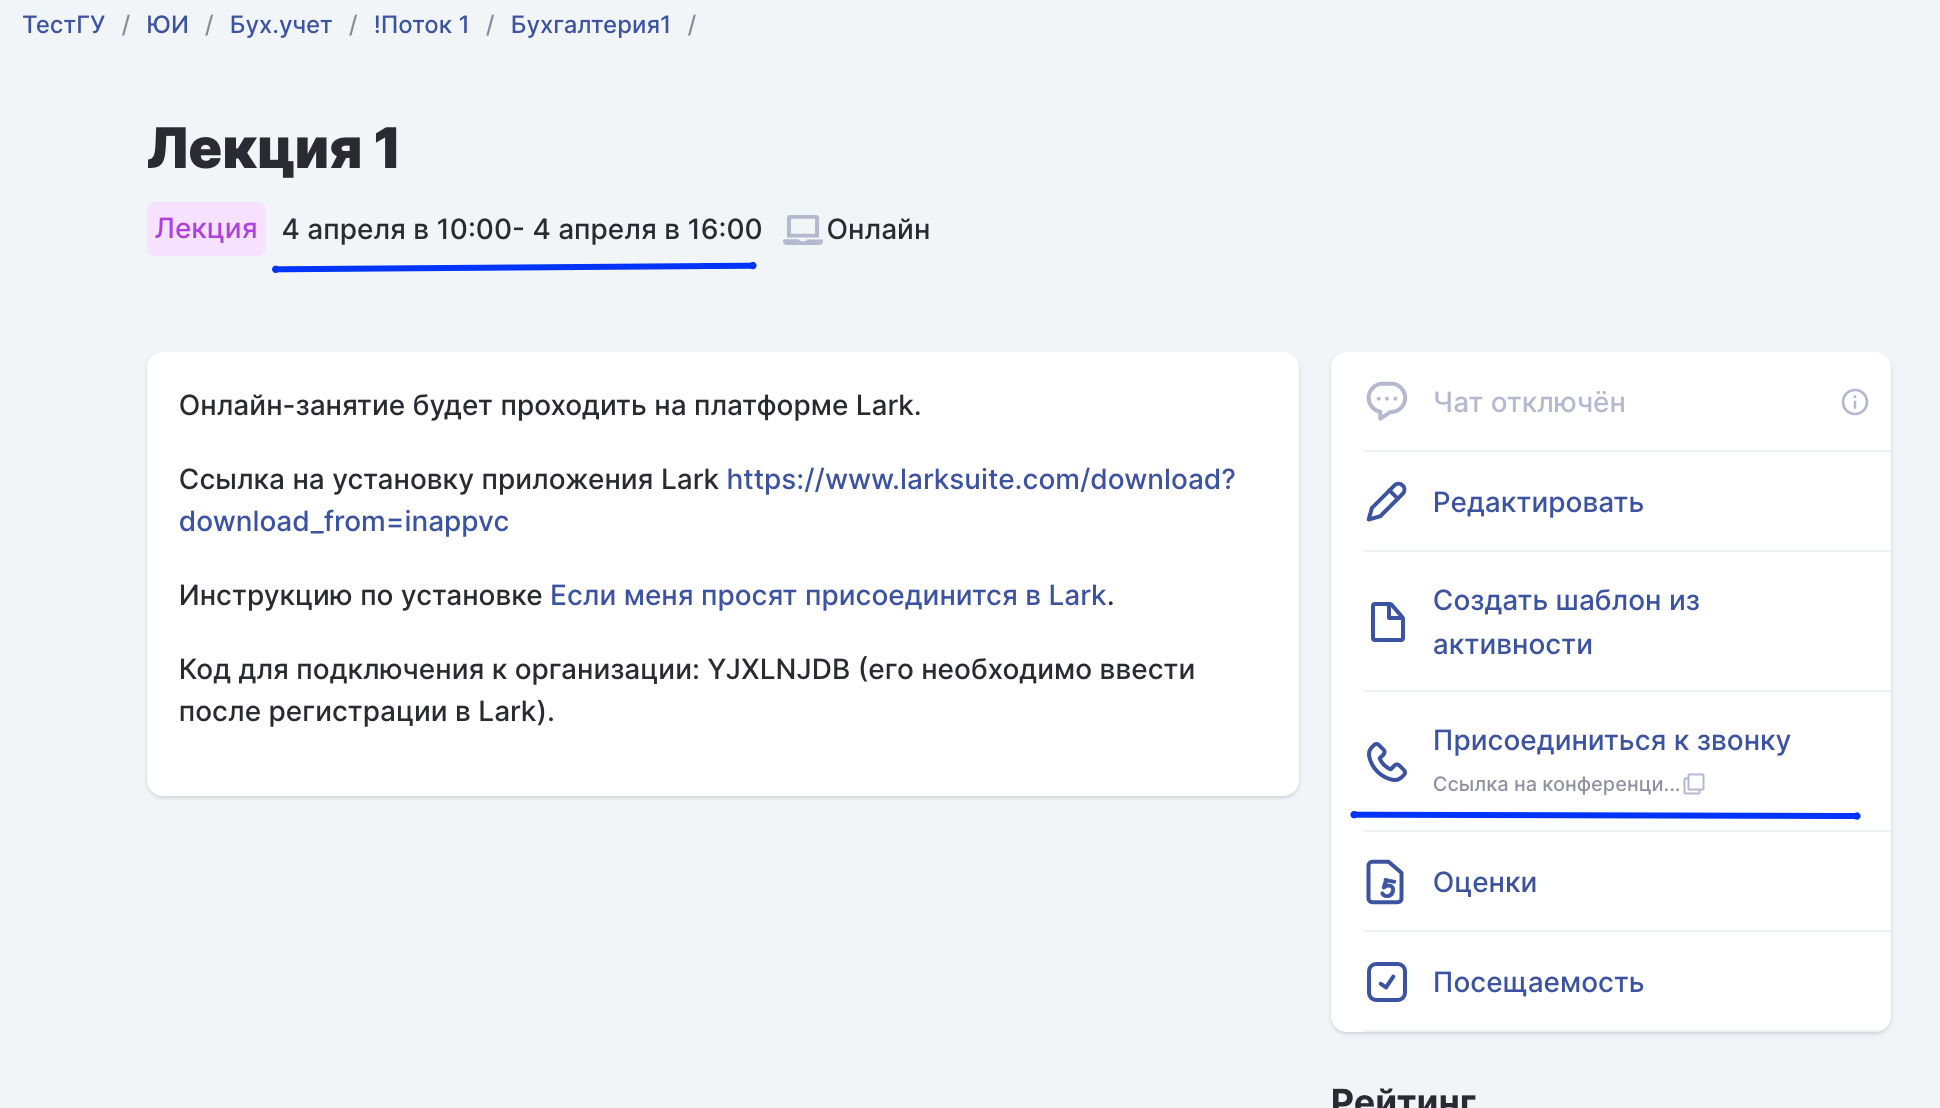 ТестГУ / ЮИ / Бух.учет / !Поток 1 / Бухгалтерия1 /
Лекция 1
Лекция 4 апреля в 10:00- 4 апреля в 16:00 Онлайн
Онлайн-занятие будет проходить на платформе Lark.
Ссылка на установку приложения Lark https://www.larksuite.com/download?
download_from=inappvc
Инструкцию по установке Если меня просят присоединится в Lark.
Код для подключения к организации: YJXLNJDB (его необходимо ввести
после регистрации в Lark).
Чат отключён
Редактировать
Создать шаблон из
активности
Присоединиться к звонку
Ссылка на конференци...
5 Оценки
Посещаемость
Рейтинг